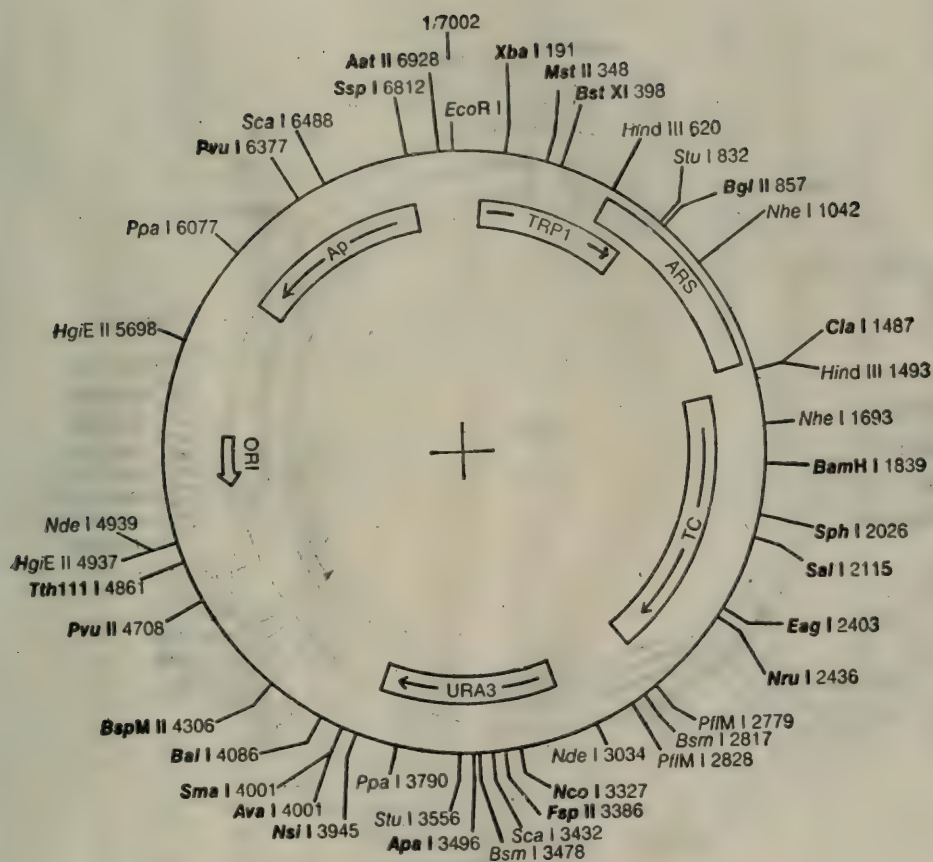 1/7002
Xba I 191
Mst II 348
Bst XI 398
Hind III 620
Stu I 832
Bgl II 857
Nhe I 1042
Cla I 1487
Hind III 1493
Nhe I 1693
BamH I 1839
Sph I 2026
Sal I 2115
Eag I 2403
Nru I 2436
PflM I 2779
Bsm I 2817
PflM I 2828
Nde I 3034
Nco I 3327
Fsp II 3386
Sca I 3432
Bsm I 3478
Apa I 3496
Stu I 3556
Ppa I 3790
Nsi I 3945
Ava I 4001
Sma I 4001
Bal I 4086
BspM II 4306
Pvu II 4708
Tth111 I 4861
HgiE II 4937
Nde I 4939
HgiE II 5698
Ppa I 6077
Pvu I 6377
Sca I 6488
Ssp I 6812
Aat II 6928
EcoR I
TRP1
ARS
TC
URA3
ORI
Ap